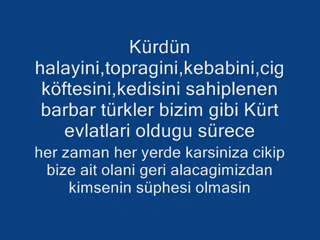 Kürdün
halayini,topragini,kebabini,cig
köftesini,kedisini sahiplenen
barbar türkler bizim gibi Kürt
evlatlari oldugu sürece
her zaman her yerde karsiniza cikip
bize ait olani geri alacagimizdan
kimsenin süphesi olmasin